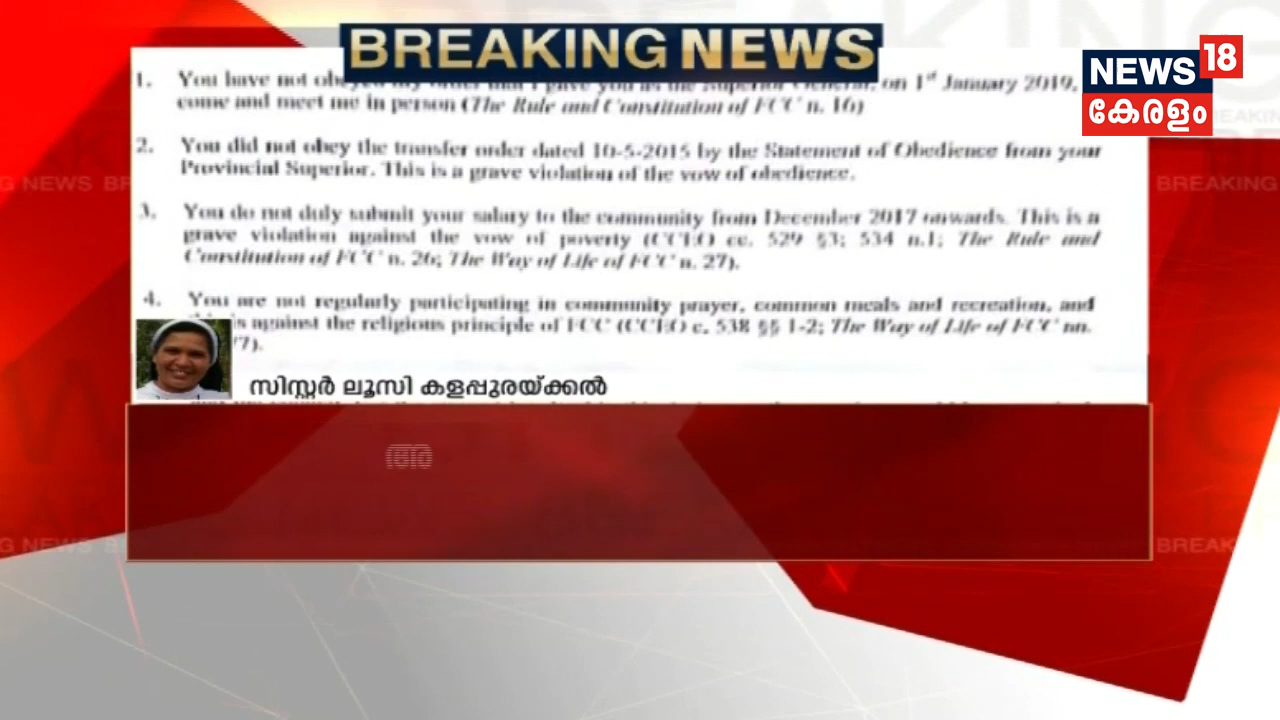 BREAKING NEWS
NEWS 18
കേരളം
1. You have not obeyed my order that I gave you as the Superior General, on 1st January 2019,
come and meet me in person (The Rule and Constitution of FCC n. 16)
2. You did not obey the transfer order dated 10-5-2015 by the Statement of Obedience from your
Provincial Superior. This is a grave violation of the vow of obedience.
3. You do not duly submit your salary to the community from December 2017 onwards. This is a
grave violation against the vow of poverty (CCEO cc. 529 §3; 534 n.1; The Rule and
Constitution of FCC n. 26; The Way of Life of FCC n. 27).
4. You are not regularly participating in community prayer, common meals and recreation, and
is against the religious principle of FCC (CCEO c. 538 §§ 1-2; The Way of Life of FCC nn.
77).
സിസ്റ്റർ ലൂസി കളപ്പുരയ്ക്കൽ
അ
NEWS
BREAKING
BREAKIN
NEWS
BREAK